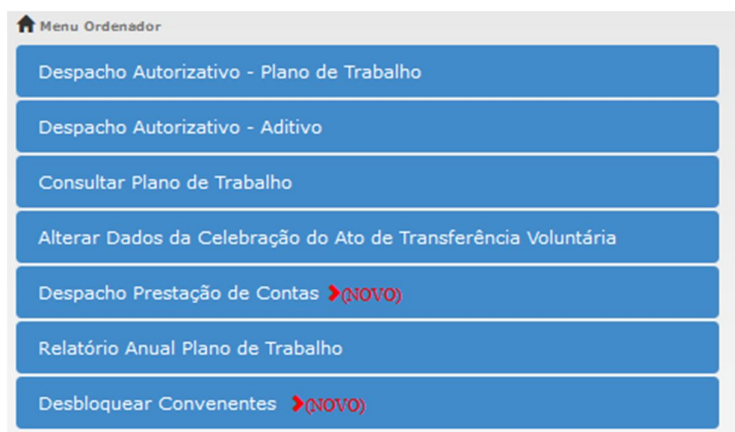 Menu Ordenador
Despacho Autorizativo - Plano de Trabalho
Despacho Autorizativo - Aditivo
Consultar Plano de Trabalho
Alterar Dados da Celebração do Ato de Transferência Voluntária
Despacho Prestação de Contas (NOVO)
Relatório Anual Plano de Trabalho
Desbloquear Convenentes (NOVO)